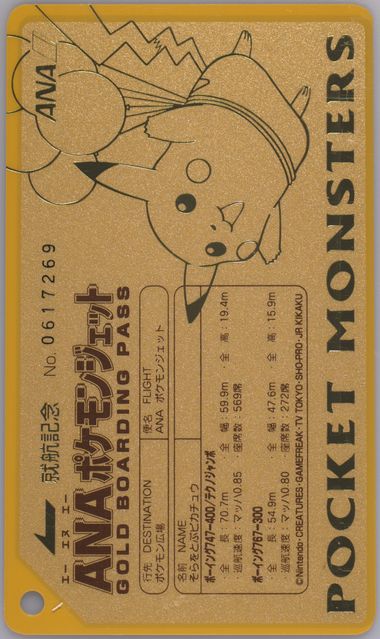 ANA
就航記念 No. 0617269
エー エヌ エー
ANAポケモンジェット
GOLD BOARDING PASS
行先 DESTINATION
ポケモン広場
便名 FLIGHT
ANA ポケモンジェット
名前 NAME
そらをとぶピカチュウ
ボーイング747-400/テクノジャンボ
全長:70.7m・全幅:59.9m・全高:19.4m
巡航速度:マッハ0.85 座席数:569席
ボーイング767-300
全長:54.9m・全幅:47.6m・全高:15.9m
巡航速度:マッハ0.80 座席数:272席
©Nintendo・CREATURES・GAMEFREAK・TV TOKYO・SHO-PRO・JR KIKAKU
POCKET MONSTERS